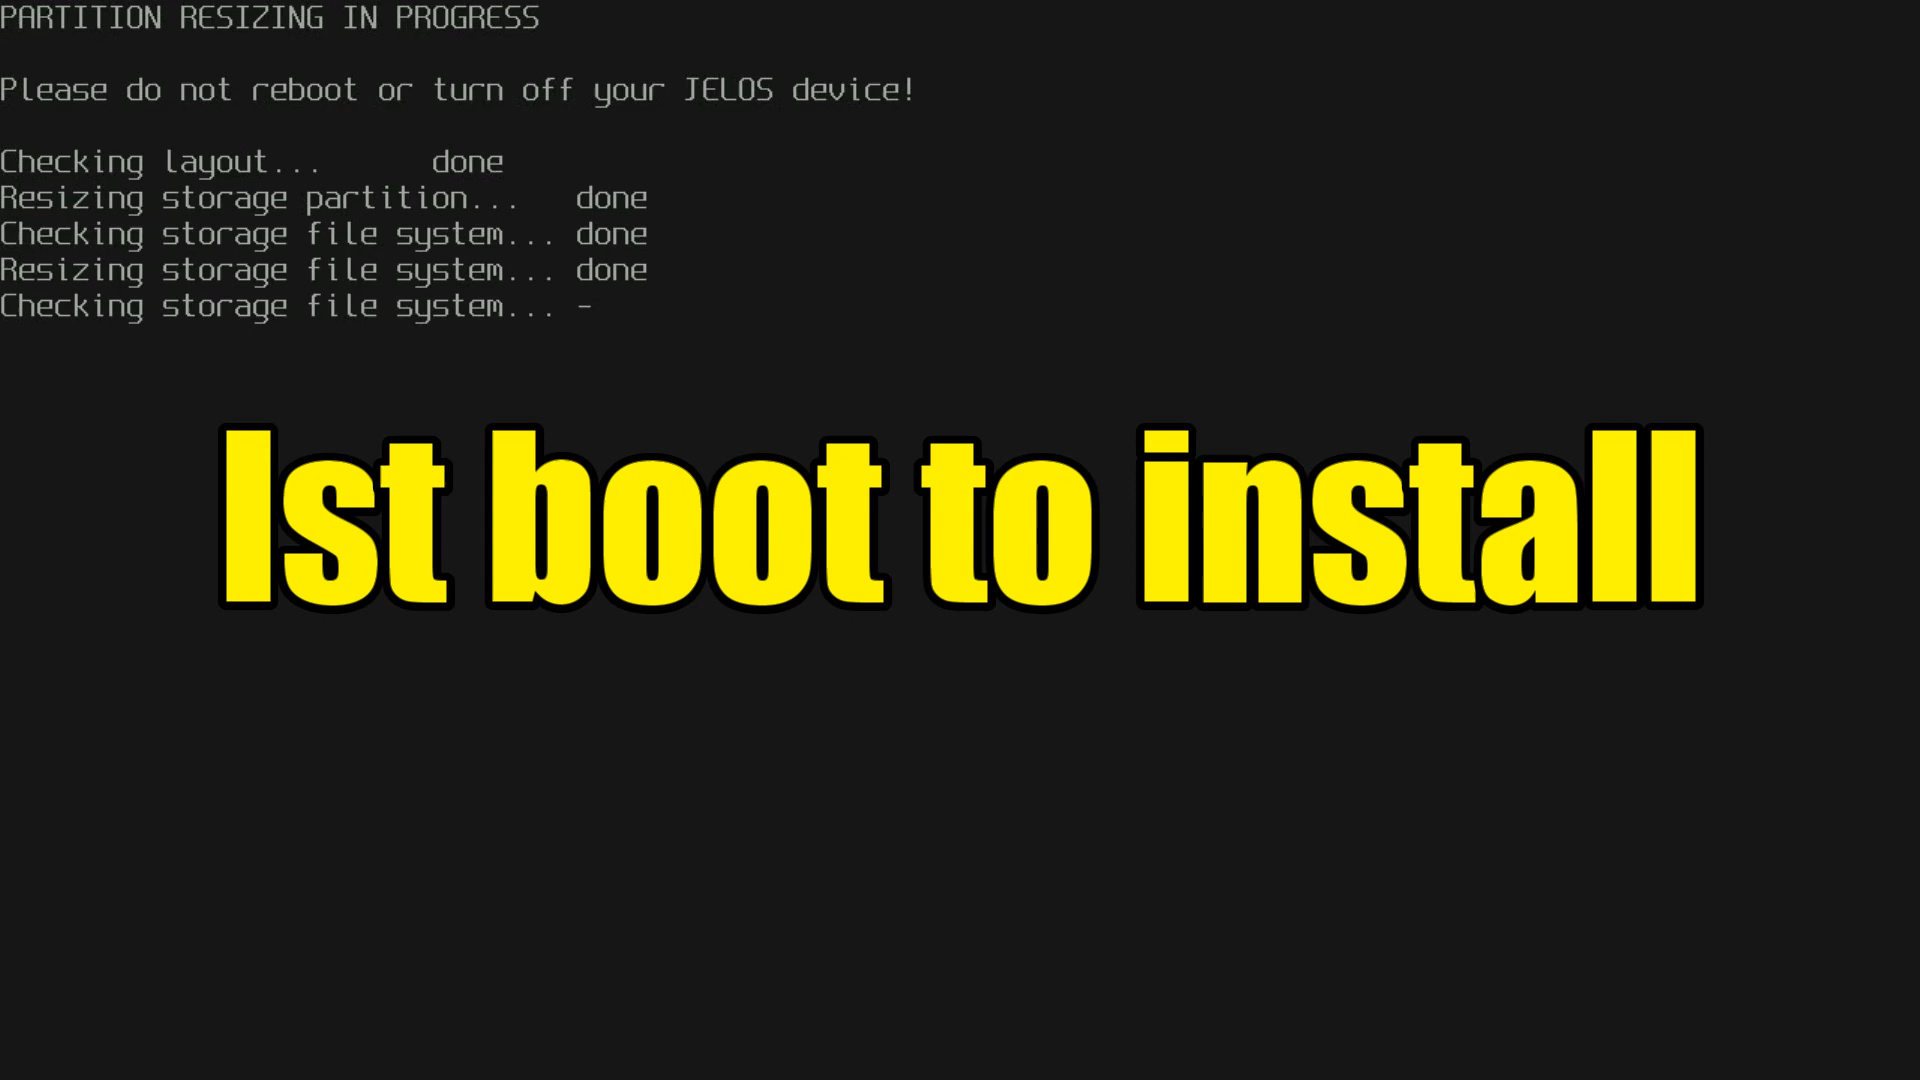 PARTITION RESIZING IN PROGRESS
Please do not reboot or turn off your JELOS device!
Checking layout...      done
Resizing storage partition...   done
Checking storage file system... done
Resizing storage file system... done
Checking storage file system... -
Ist boot to install